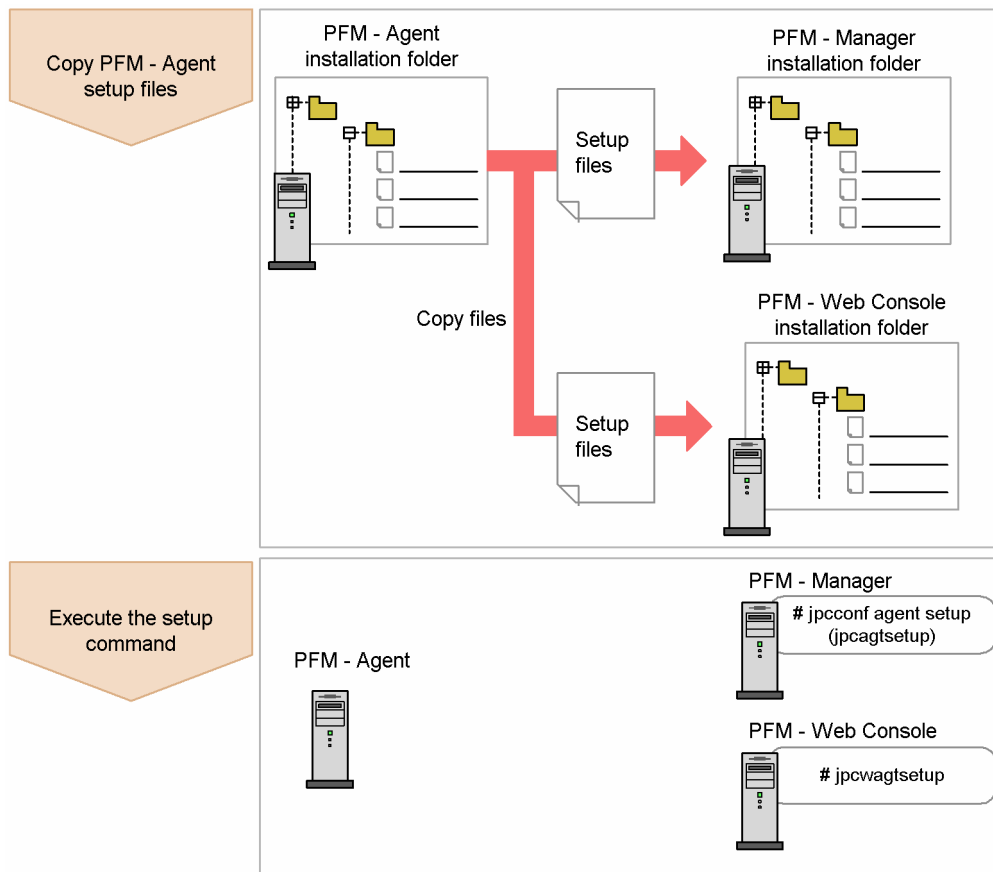 Copy PFM - Agent
setup files
PFM - Agent
installation folder
Setup
files
PFM - Manager
installation folder
Copy files
Setup
files
PFM - Web Console
installation folder
Execute the setup
command
PFM - Agent
PFM - Manager
# jpcconf agent setup
(jpcagtsetup)
PFM - Web Console
# jpcwagtsetup